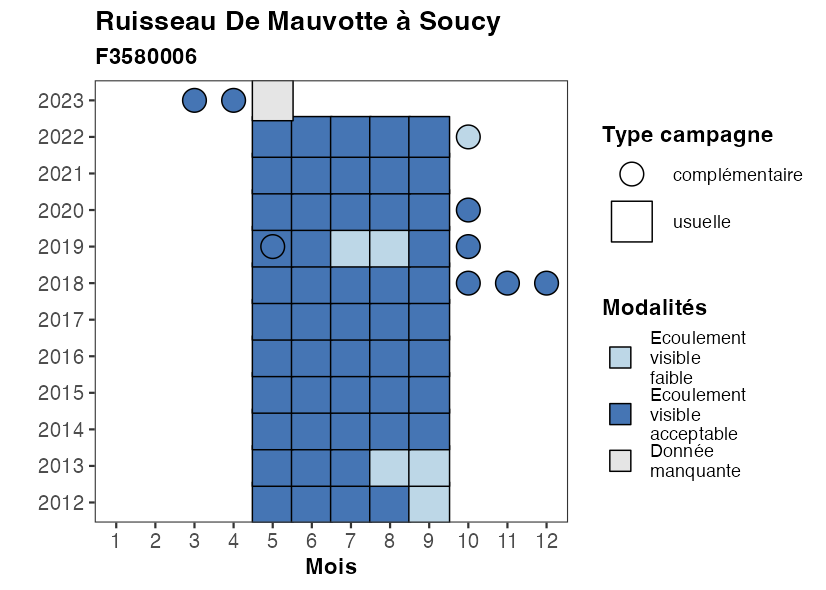 Ruisseau De Mauvotte à Soucy
F3580006
2023
2022
2021
2020
2019
2018
2017
2016
2015
2014
2013
2012
1 2 3 4 5 6 7 8 9 10 11 12
Mois
Type campagne
complémentaire
usuelle
Modalités
Ecoulement
visible
faible
Ecoulement
visible
acceptable
Donnée
manquante